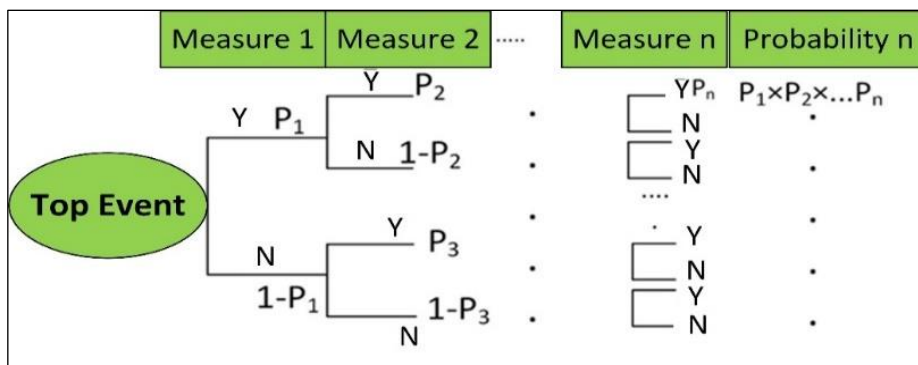 Measure 1 Measure 2 ..... Measure n Probability n
Ȳ P₂ ȲPₙ P₁×P₂×...Pₙ
Y P₁ N
N 1-P₂ Y
N
Top Event ....
Y P₃ Y
N N
1-P₁ 1-P₃ Y
N N